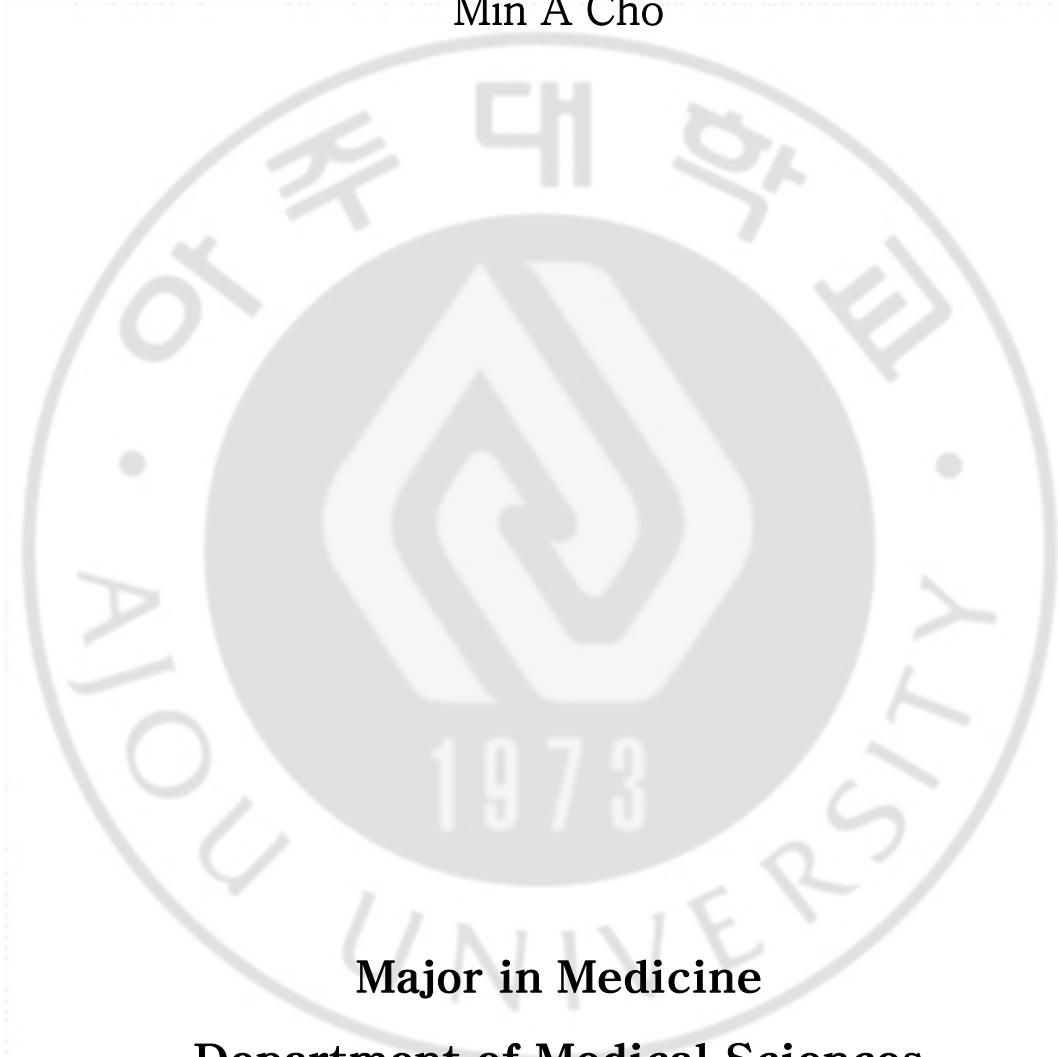 Min A Cho
아주대학교
AJOU UNIVERSITY
1973
Major in Medicine
Department of Medical Sciences